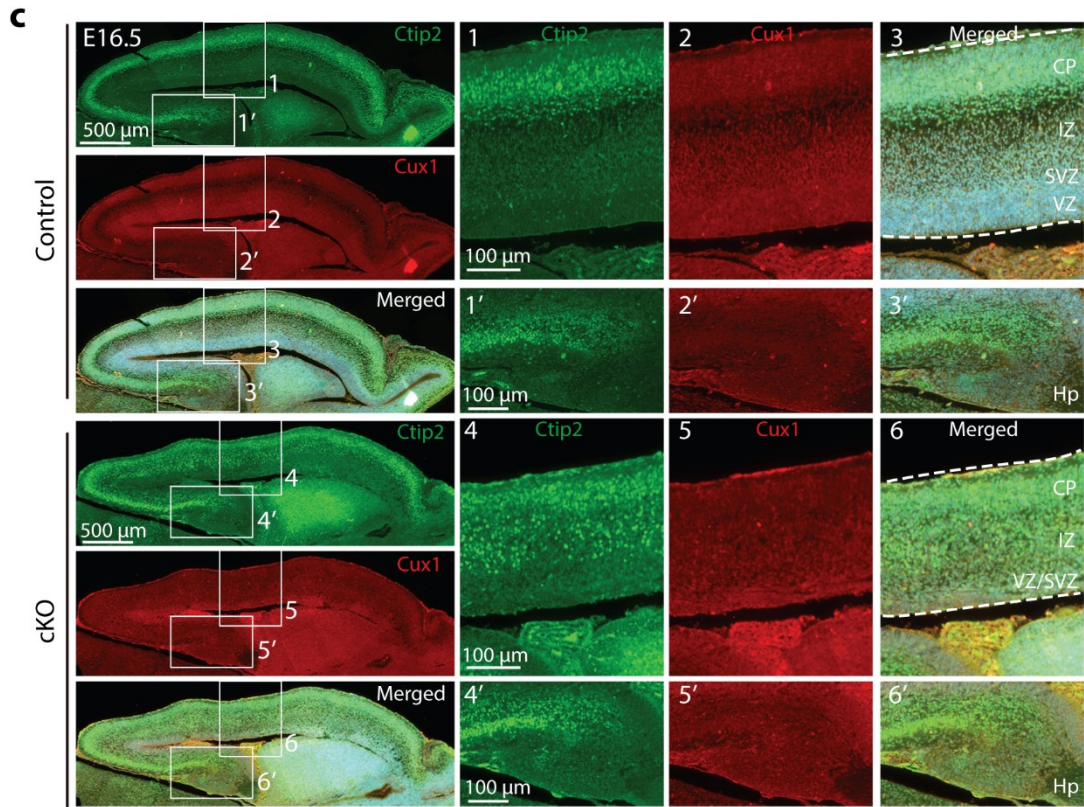 c
Control
E16.5
Ctip2
1
1′
500 µm
Cux1
2
2′
Merged
3
3′
1
Ctip2
100 µm
2
Cux1
3
Merged
CP
IZ
SVZ
VZ
1′
100 µm
2′
3′
Hp
cKO
Ctip2
4
4′
500 µm
Cux1
5
5′
Merged
6
6′
4
Ctip2
100 µm
5
Cux1
6
Merged
CP
IZ
VZ/SVZ
4′
100 µm
5′
6′
Hp